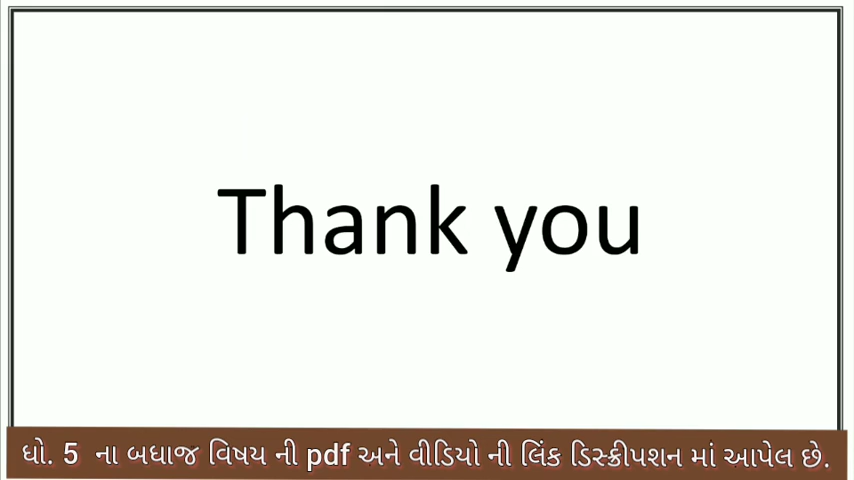 Thank you
ધો. 5 ના બધાજ વિષય ની pdf અને વીડિયો ની લિંક ડિસ્ક્રીપશન માં આપેલ છે.